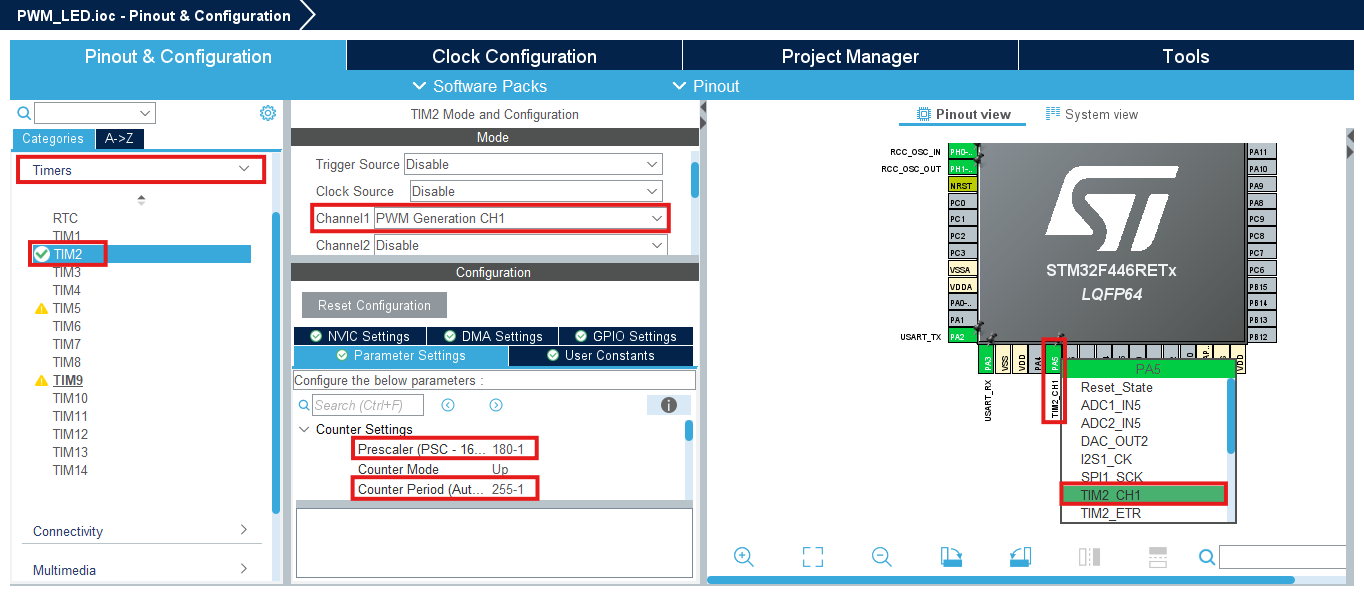 PWM_LED.ioc - Pinout & Configuration
Pinout & Configuration
Clock Configuration
Project Manager
Tools
Software Packs
Pinout
Categories
A->Z
Timers
RTC
TIM1
TIM2
TIM3
TIM4
TIM5
TIM6
TIM7
TIM8
TIM9
TIM10
TIM11
TIM12
TIM13
TIM14
Connectivity
Multimedia
TIM2 Mode and Configuration
Mode
Trigger Source Disable
Clock Source Disable
Channel1 PWM Generation CH1
Channel2 Disable
Configuration
Reset Configuration
NVIC Settings
DMA Settings
GPIO Settings
Parameter Settings
User Constants
Configure the below parameters :
Search (Ctrl+F)
Counter Settings
Prescaler (PSC - 16... 180-1
Counter Mode Up
Counter Period (Aut... 255-1
Pinout view
System view
RCC_OSC_IN
RCC_OSC_OUT
USART_TX
PH0-..
PH1-..
NRST
PC0
PC1
PC2
PC3
VSSA
VDDA
PA0-..
PA1
PA2
STM32F446RETx
LQFP64
PA11
PA10
PA9
PA8
PC9
PC8
PC7
PC6
PB15
PB14
PB13
PB12
PA3
VSS
VDD
PA4
PA5
VDD
USART_RX
TIM2_CH1
PA5
Reset_State
ADC1_IN5
ADC2_IN5
DAC_OUT2
I2S1_CK
SPI1_SCK
TIM2_CH1
TIM2_ETR